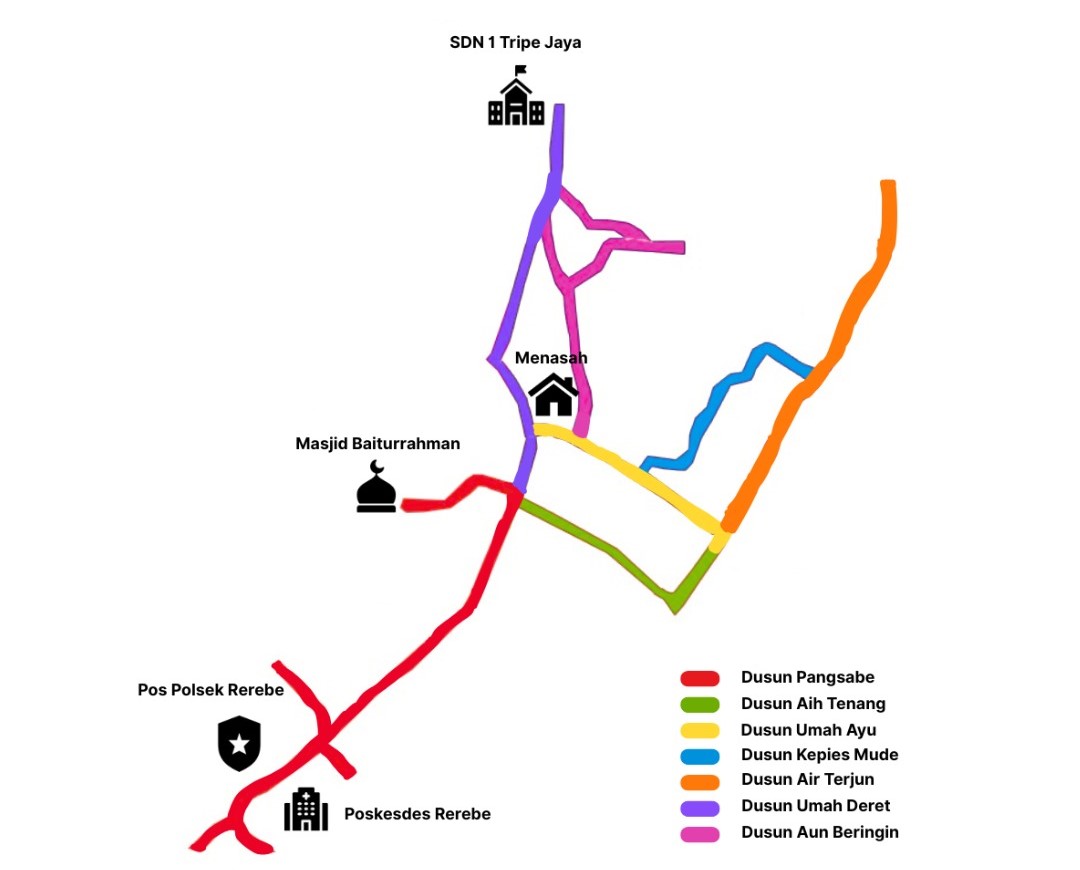 SDN 1 Tripe Jaya
Menasah
Masjid Baiturrahman
Pos Polsek Rerebe
Poskesdes Rerebe
Dusun Pangsabe
Dusun Aih Tenang
Dusun Umah Ayu
Dusun Kepies Mude
Dusun Air Terjun
Dusun Umah Deret
Dusun Aun Beringin